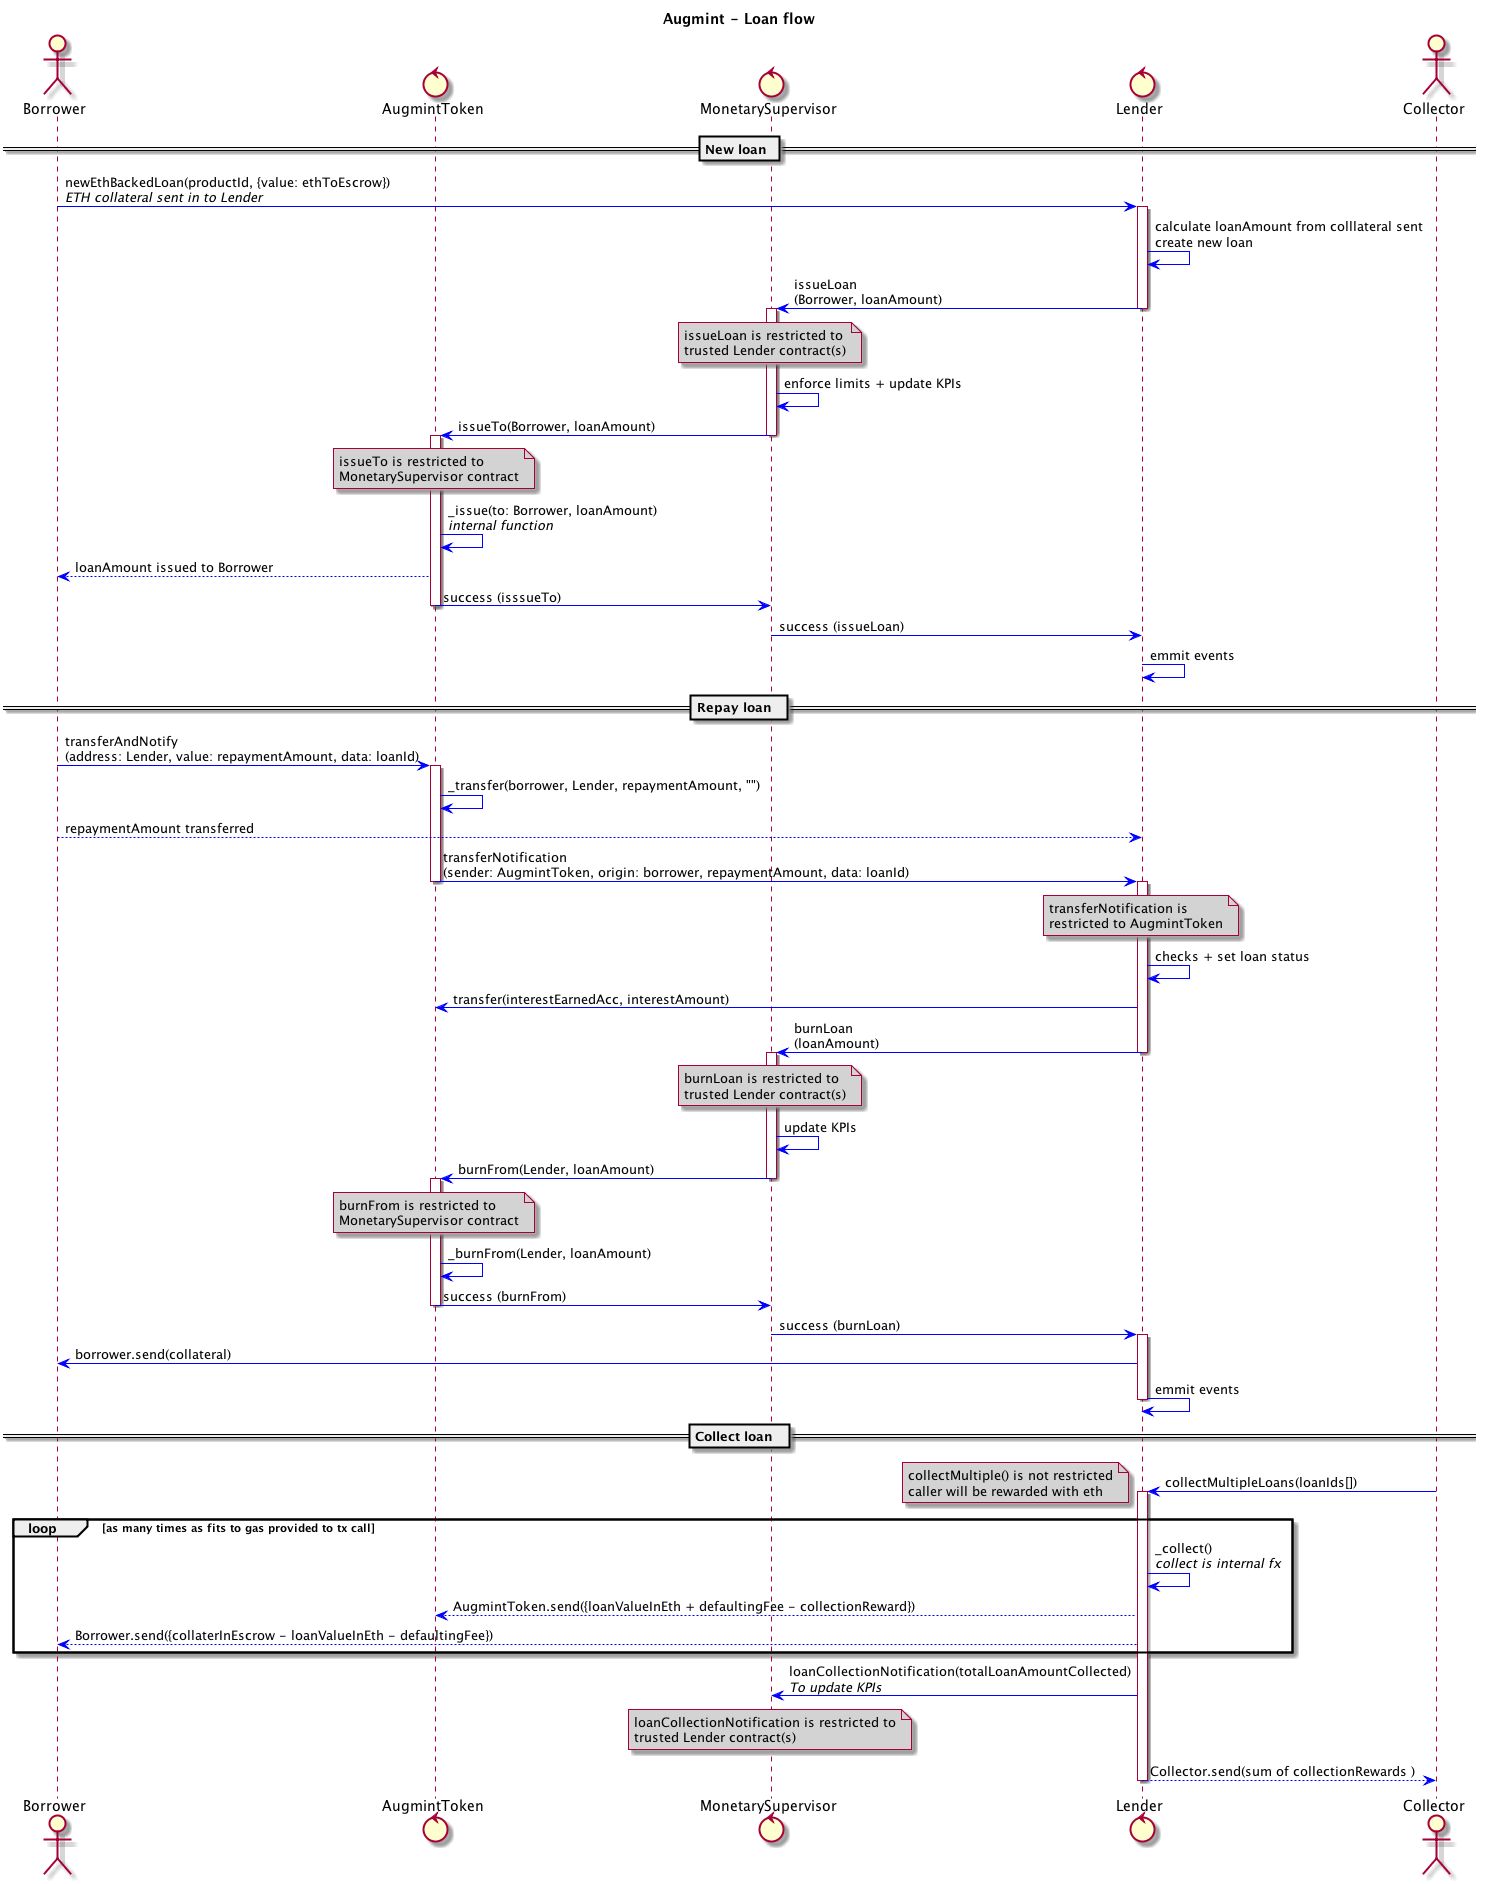 Augmint - Loan flow
Borrower
AugmintToken
MonetarySupervisor
Lender
Collector
New loan
newEthBackedLoan(productId, {value: ethToEscrow})
ETH collateral sent in to Lender
calculate loanAmount from colllateral sent
create new loan
issueLoan
(Borrower, loanAmount)
issueLoan is restricted to
trusted Lender contract(s)
enforce limits + update KPIs
issueTo(Borrower, loanAmount)
issueTo is restricted to
MonetarySupervisor contract
_issue(to: Borrower, loanAmount)
internal function
loanAmount issued to Borrower
success (isssueTo)
success (issueLoan)
emmit events
Repay loan
transferAndNotify
(address: Lender, value: repaymentAmount, data: loanId)
_transfer(borrower, Lender, repaymentAmount, "")
repaymentAmount transferred
transferNotification
(sender: AugmintToken, origin: borrower, repaymentAmount, data: loanId)
transferNotification is
restricted to AugmintToken
checks + set loan status
transfer(interestEarnedAcc, interestAmount)
burnLoan
(loanAmount)
burnLoan is restricted to
trusted Lender contract(s)
update KPIs
burnFrom(Lender, loanAmount)
burnFrom is restricted to
MonetarySupervisor contract
_burnFrom(Lender, loanAmount)
success (burnFrom)
success (burnLoan)
borrower.send(collateral)
emmit events
Collect loan
collectMultiple() is not restricted
caller will be rewarded with eth
collectMultipleLoans(loanIds[])
loop
[as many times as fits to gas provided to tx call]
_collect()
collect is internal fx
AugmintToken.send({loanValueInEth + defaultingFee - collectionReward})
Borrower.send({collaterInEscrow - loanValueInEth - defaultingFee})
loanCollectionNotification(totalLoanAmountCollected)
To update KPIs
loanCollectionNotification is restricted to
trusted Lender contract(s)
Collector.send(sum of collectionRewards )
Borrower
AugmintToken
MonetarySupervisor
Lender
Collector